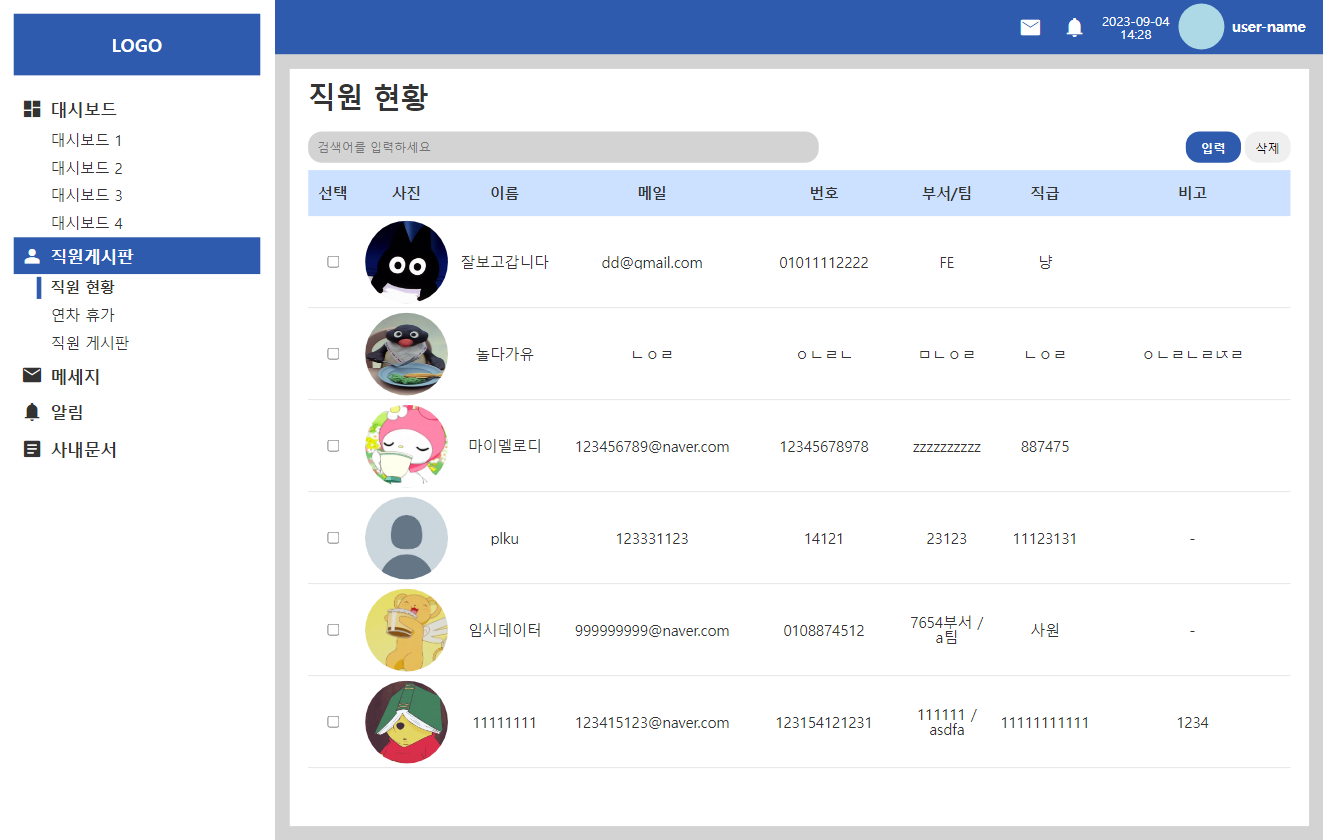 LOGO
2023-09-04
14:28
user-name
대시보드
대시보드 1
대시보드 2
대시보드 3
대시보드 4
직원게시판
직원 현황
연차 휴가
직원 게시판
메세지
알림
사내문서
직원 현황
검색어를 입력하세요
입력 삭제
선택 사진 이름 메일 번호 부서/팀 직급 비고
잘보고갑니다 dd@gmail.com 01011112222 FE 냥
놀다가유 ㄴㅇㄹ ㅇㄴㄹㄴ ㅁㄴㅇㄹ ㄴㅇㄹ ㅇㄴㄹㄴㄹㄵㄹ
마이멜로디 123456789@naver.com 12345678978 zzzzzzzzzz 887475
plku 123331123 14121 23123 11123131 -
임시데이터 999999999@naver.com 0108874512 7654부서 / a팀 사원 -
11111111 123415123@naver.com 123154121231 111111 / asdfa 11111111111 1234